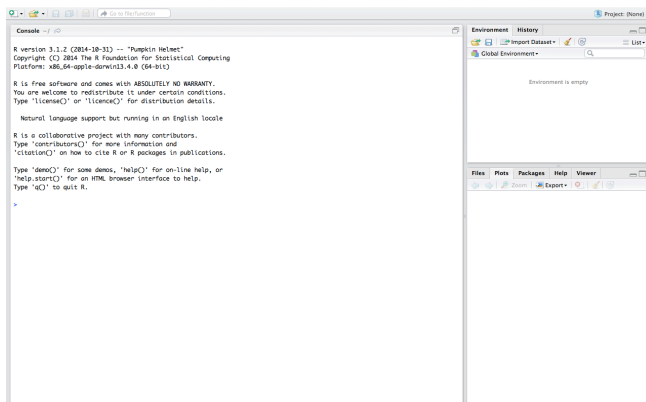 Go to file/function
Project: (None)
Console ~/
R version 3.1.2 (2014-10-31) -- "Pumpkin Helmet"
Copyright (C) 2014 The R Foundation for Statistical Computing
Platform: x86_64-apple-darwin13.4.0 (64-bit)
R is free software and comes with ABSOLUTELY NO WARRANTY.
You are welcome to redistribute it under certain conditions.
Type 'license()' or 'licence()' for distribution details.
Natural language support but running in an English locale
R is a collaborative project with many contributors.
Type 'contributors()' for more information and
'citation()' on how to cite R or R packages in publications.
Type 'demo()' for some demos, 'help()' for on-line help, or
'help.start()' for an HTML browser interface to help.
Type 'q()' to quit R.
>
Environment History
Import Dataset List
Global Environment
Environment is empty
Files Plots Packages Help Viewer
Zoom Export